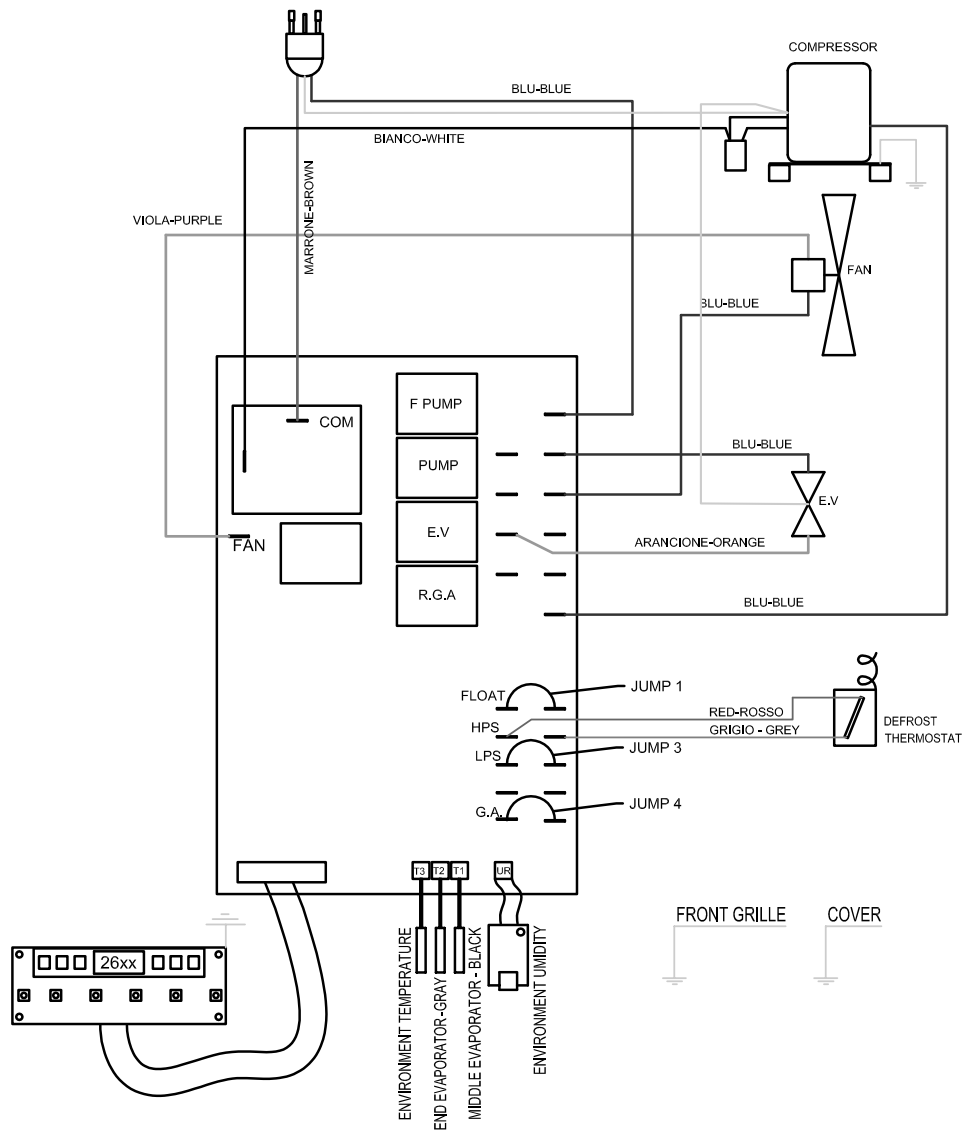 COMPRESSOR
BLU-BLUE
BIANCO-WHITE
MARRONE-BROWN
VIOLA-PURPLE
FAN
BLU-BLUE
F PUMP
COM
PUMP
BLU-BLUE
E.V
E.V
FAN
ARANCIONE-ORANGE
R.G.A
BLU-BLUE
FLOAT
JUMP 1
HPS
RED-ROSSO
GRIGIO - GREY
DEFROST
THERMOSTAT
LPS
JUMP 3
G.A.
JUMP 4
T3
T2
T1
UR
ENVIRONMENT TEMPERATURE
END EVAPORATOR-GRAY
MIDDLE EVAPORATOR - BLACK
ENVIRONMENT UMIDITY
FRONT GRILLE
COVER
26xx